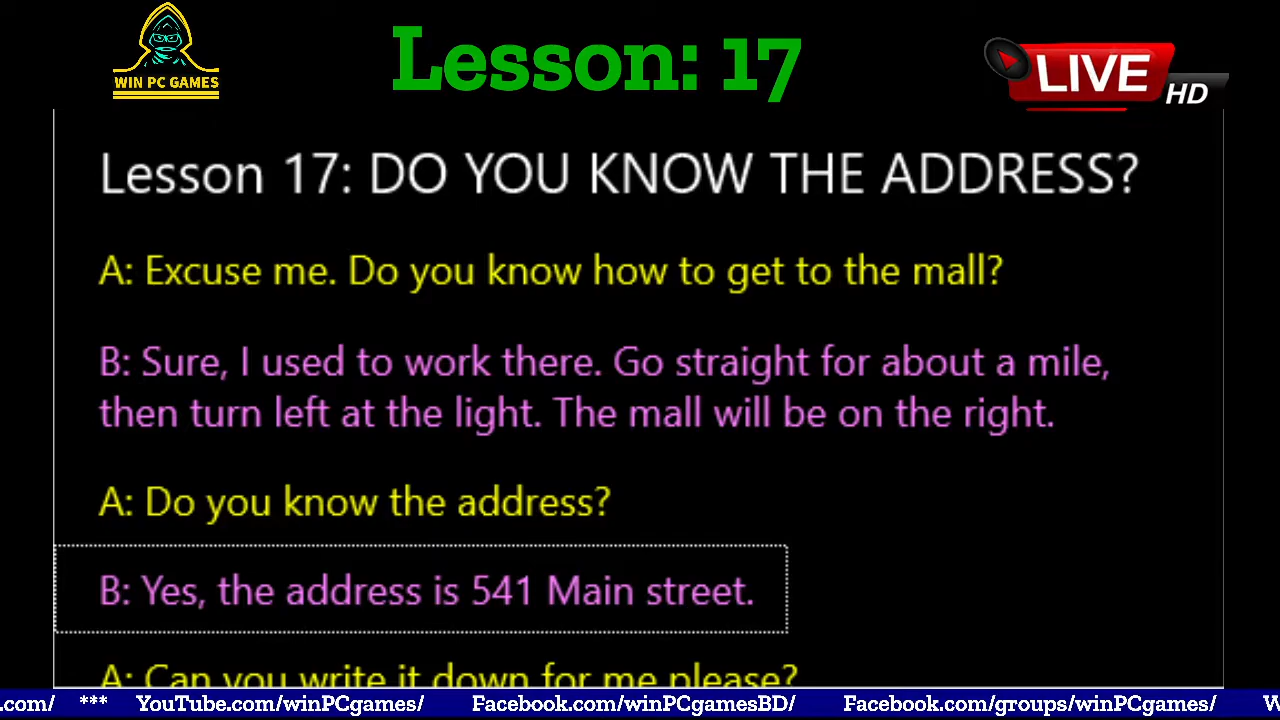 Lesson: 17
WIN PC GAMES
LIVE
HD
Lesson 17: DO YOU KNOW THE ADDRESS?
A: Excuse me. Do you know how to get to the mall?
B: Sure, I used to work there. Go straight for about a mile,
then turn left at the light. The mall will be on the right.
A: Do you know the address?
B: Yes, the address is 541 Main street.
A: Can you write it down for me please?
.com/ *** YouTube.com/winPCgames/ Facebook.com/winPCgamesBD/ Facebook.com/groups/winPCgames/ W